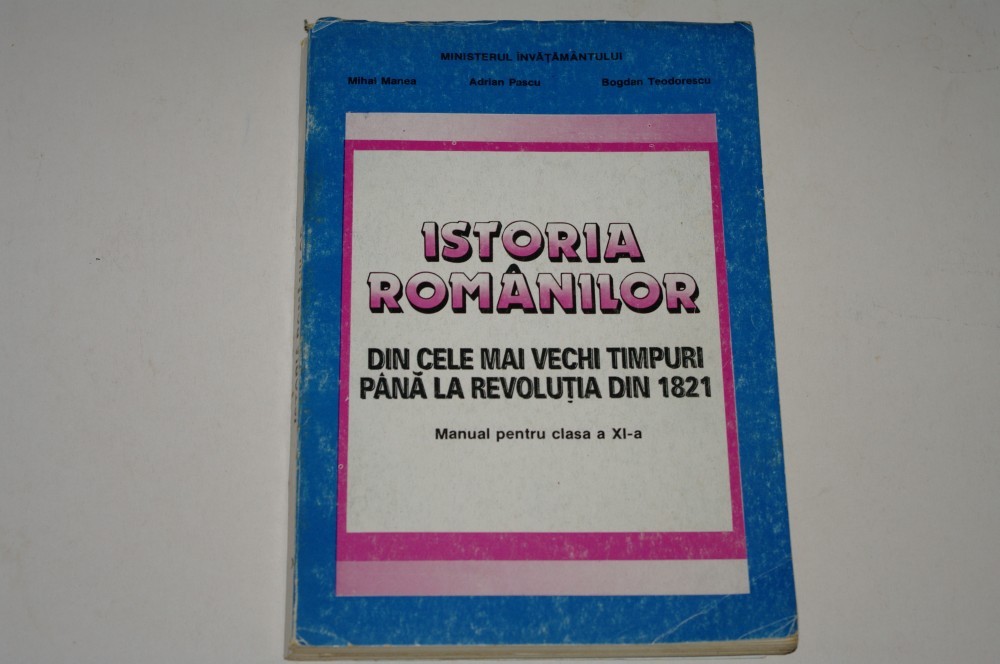 MINISTERUL ÎNVĂȚĂMÂNTULUI
Mihai Manea Adrian Pascu Bogdan Teodorescu
ISTORIA
ROMÂNILOR
DIN CELE MAI VECHI TIMPURI
PÂNĂ LA REVOLUȚIA DIN 1821
Manual pentru clasa a XI-a